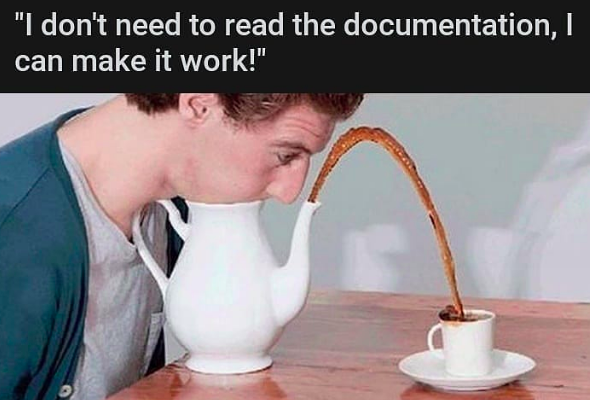 "I don't need to read the documentation, I
can make it work!"